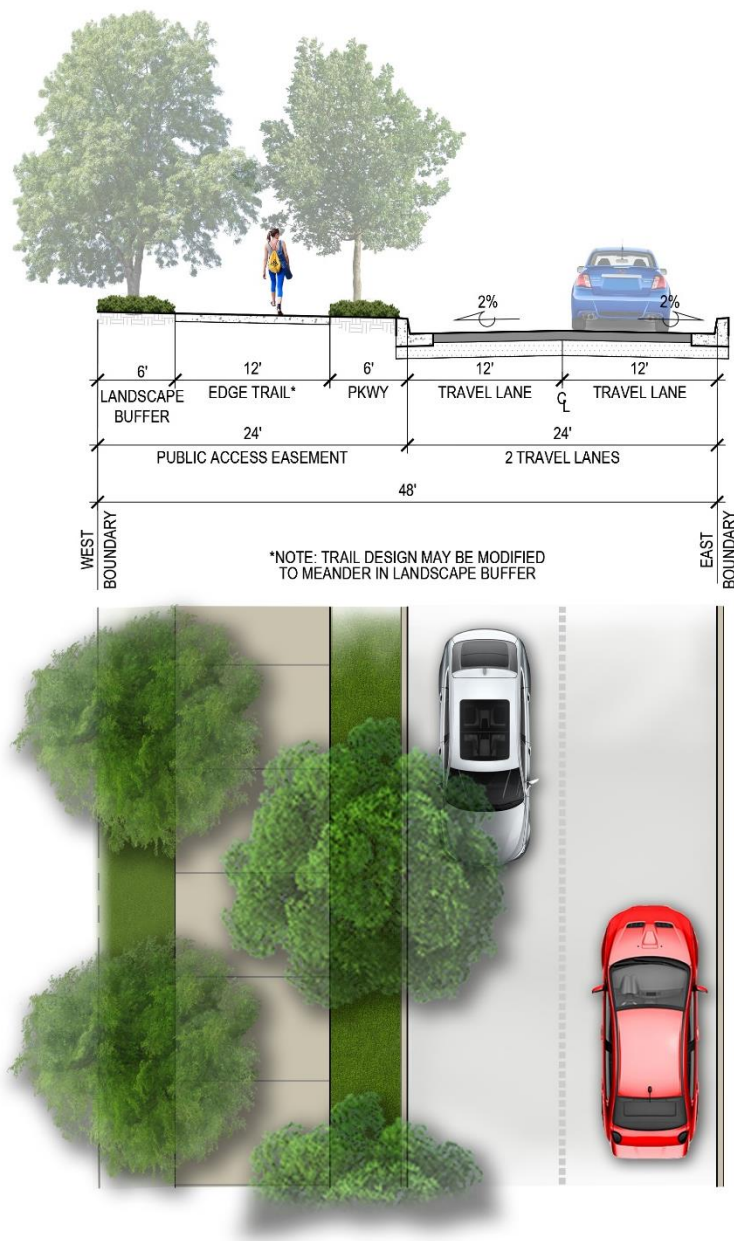 2%
2%
6'
12'
6'
12'
12'
LANDSCAPE
BUFFER
EDGE TRAIL*
PKWY
TRAVEL LANE
CL
TRAVEL LANE
24'
24'
PUBLIC ACCESS EASEMENT
2 TRAVEL LANES
48'
WEST
BOUNDARY
EAST
BOUNDARY
*NOTE: TRAIL DESIGN MAY BE MODIFIED
TO MEANDER IN LANDSCAPE BUFFER